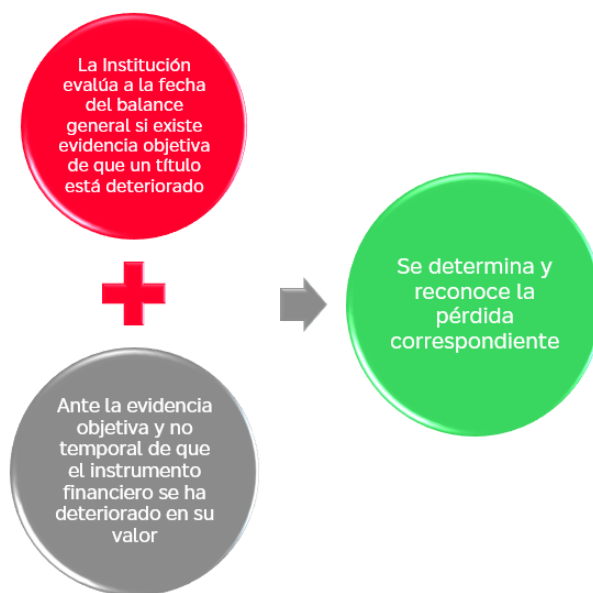 La Institución
evalúa a la fecha
del balance
general si existe
evidencia objetiva
de que un título
está deteriorado
Ante la evidencia
objetiva y no
temporal de que
el instrumento
financiero se ha
deteriorado en su
valor
Se determina y
reconoce la
pérdida
correspondiente